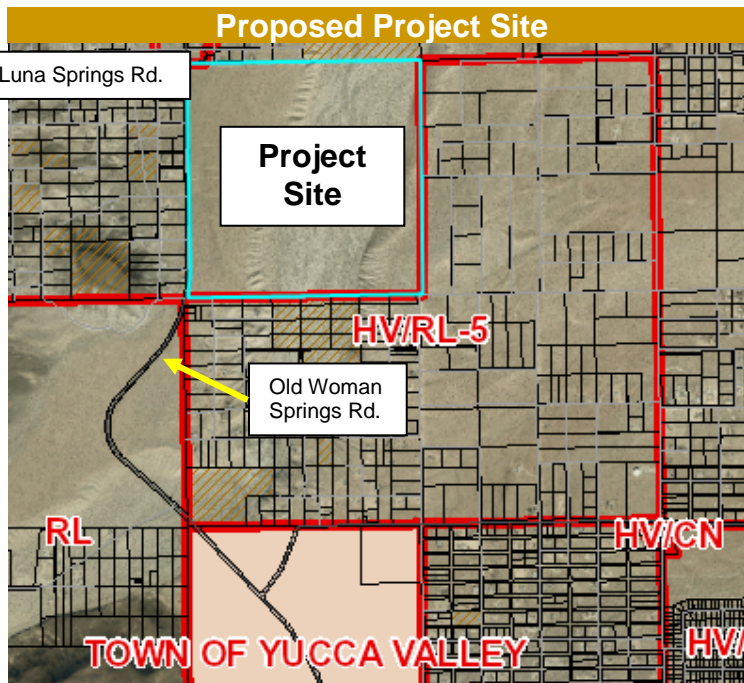 Proposed Project Site
Luna Springs Rd.
Project
Site
HV/RL-5
Old Woman
Springs Rd.
RL
HV/CN
TOWN OF YUCCA VALLEY
HV/